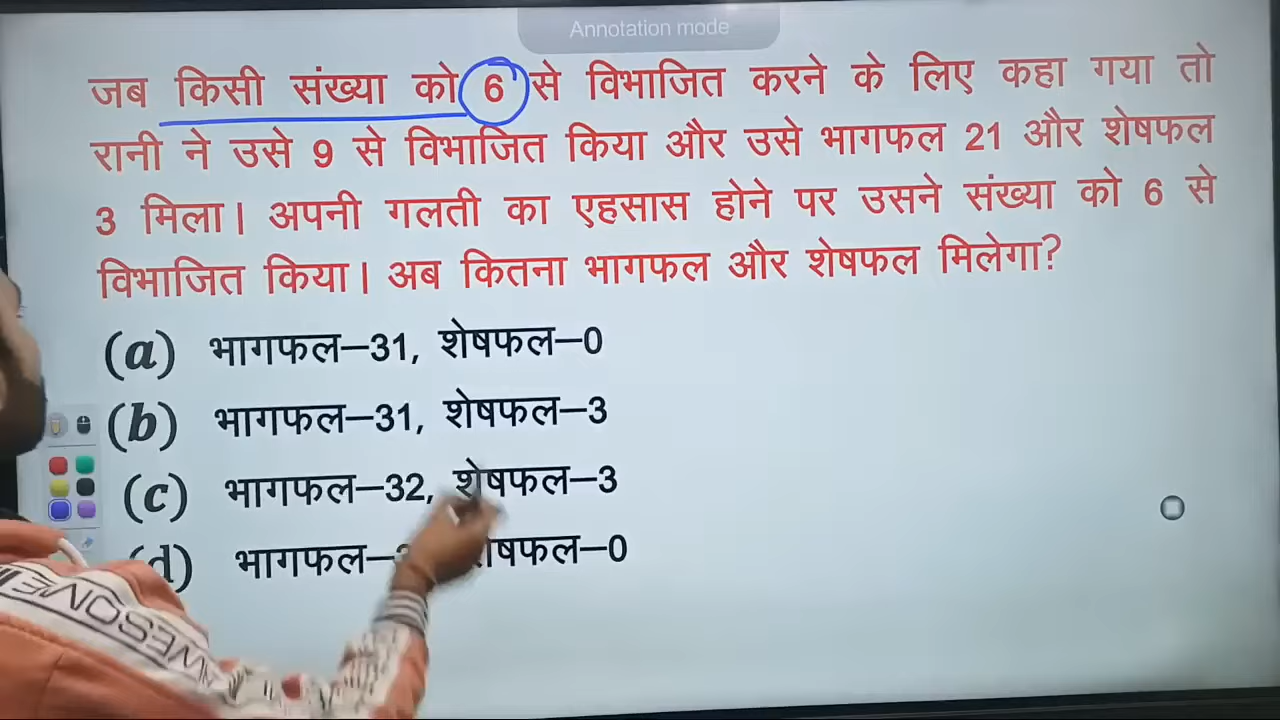 Annotation mode
जब किसी संख्या को 6 से विभाजित करने के लिए कहा गया तो
रानी ने उसे 9 से विभाजित किया और उसे भागफल 21 और शेषफल
3 मिला। अपनी गलती का एहसास होने पर उसने संख्या को 6 से
विभाजित किया। अब कितना भागफल और शेषफल मिलेगा?
(a) भागफल–31, शेषफल–0
(b) भागफल–31, शेषफल–3
(c) भागफल–32, शेषफल–3
(d) भागफल– शेषफल–0
AWESOME